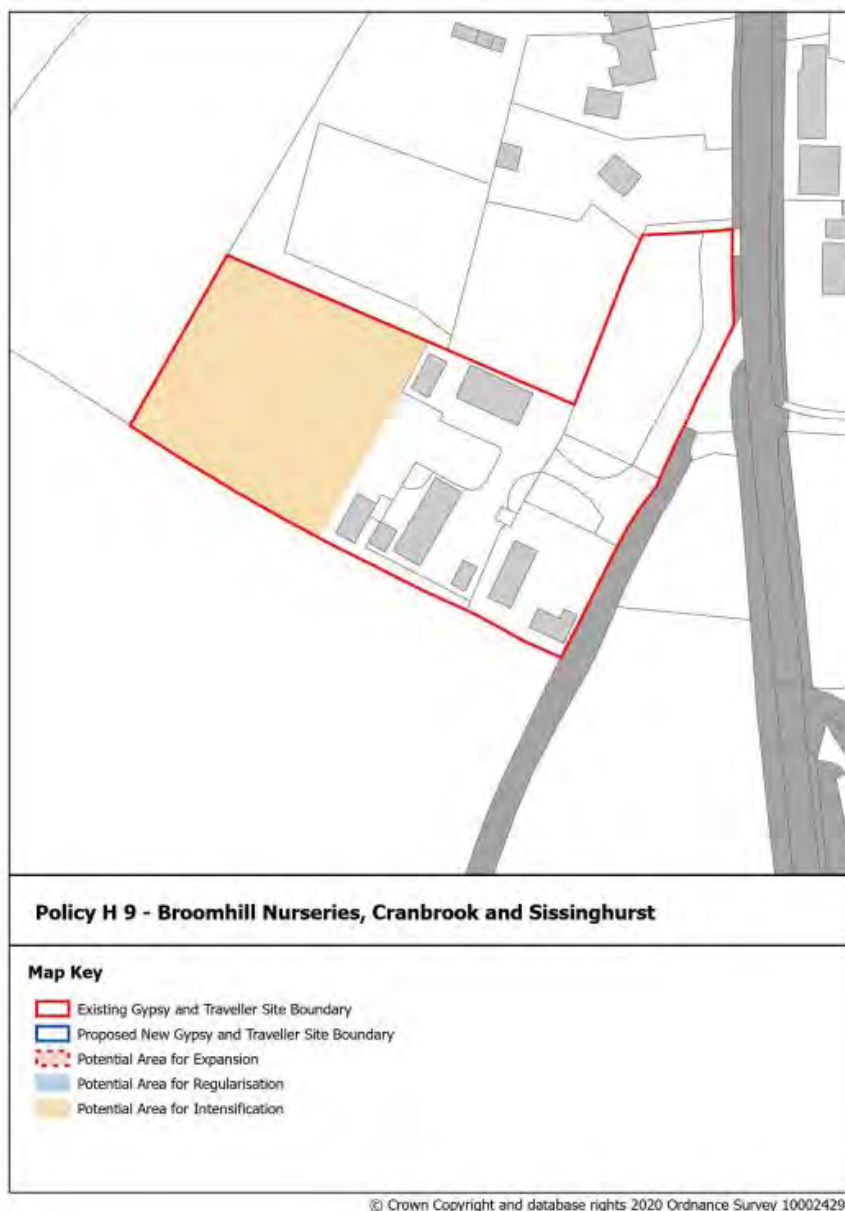 Policy H 9 - Broomhill Nurseries, Cranbrook and Sissinghurst
Map Key
Existing Gypsy and Traveller Site Boundary
Proposed New Gypsy and Traveller Site Boundary
Potential Area for Expansion
Potential Area for Regularisation
Potential Area for Intensification
© Crown Copyright and database rights 2020 Ordnance Survey 10002429